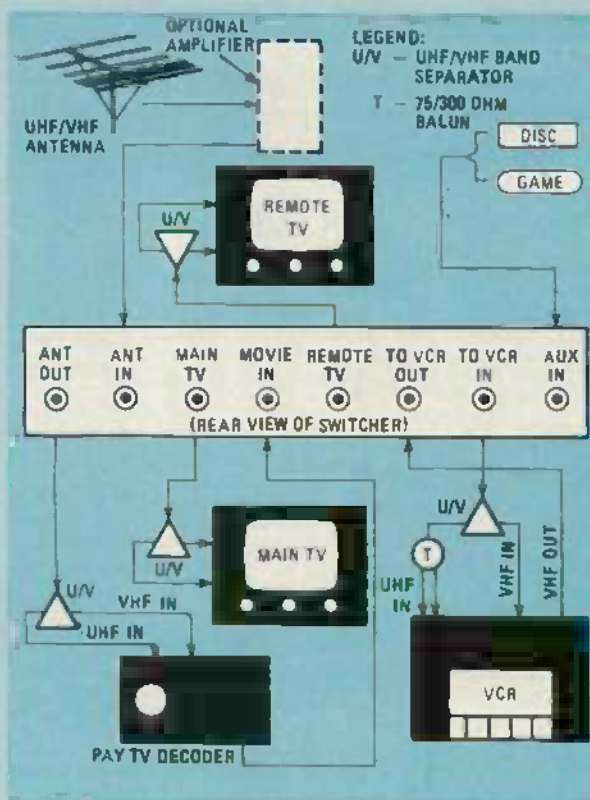 OPTIONAL
AMPLIFIER
LEGEND:
U/V – UHF/VHF BAND
SEPARATOR
T – 75/300 OHM
BALUN
UHF/VHF
ANTENNA
DISC
GAME
U/V
REMOTE
TV
ANT
OUT
ANT
IN
MAIN
TV
MOVIE
IN
REMOTE
TV
TO VCR
OUT
TO VCR
IN
AUX
IN
(REAR VIEW OF SWITCHER)
U/V
MAIN TV
U/V
T
UHF
IN
VHF IN
VHF OUT
U/V
VHF IN
UHF IN
VCR
PAY TV DECODER